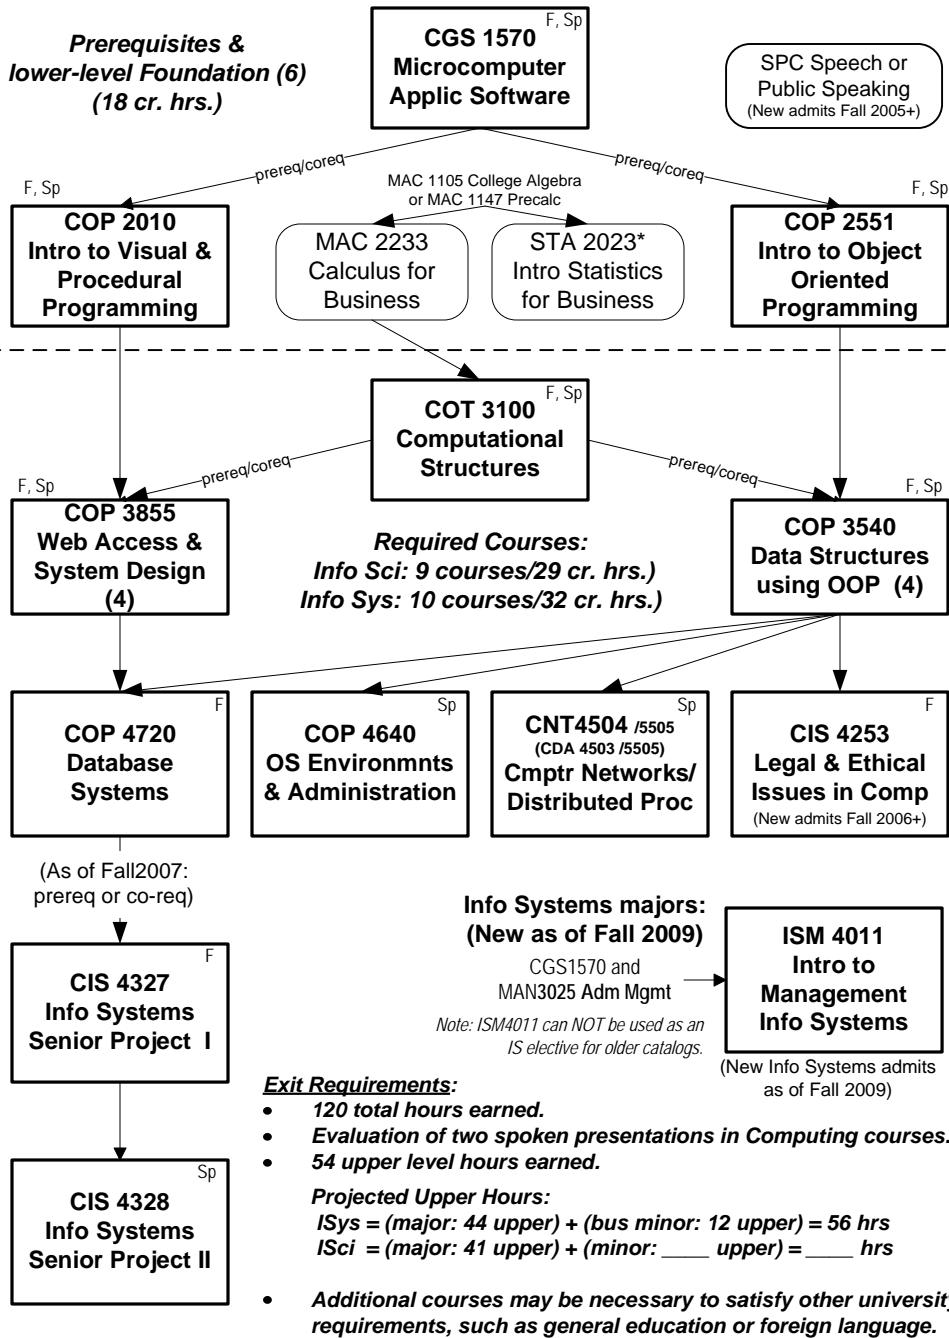 F, Sp
Prerequisites &
lower-level Foundation (6)
(18 cr. hrs.)
CGS 1570
Microcomputer
Applic Software
SPC Speech or
Public Speaking
(New admits Fall 2005+)
prereq/coreq
prereq/coreq
MAC 1105 College Algebra
or MAC 1147 Precalc
F, Sp
COP 2010
Intro to Visual &
Procedural
Programming
MAC 2233
Calculus for
Business
STA 2023*
Intro Statistics
for Business
F, Sp
COP 2551
Intro to Object
Oriented
Programming
F, Sp
COT 3100
Computational
Structures
prereq/coreq
prereq/coreq
F, Sp
COP 3855
Web Access &
System Design
(4)
Required Courses:
Info Sci: 9 courses/29 cr. hrs.)
Info Sys: 10 courses/32 cr. hrs.)
F, Sp
COP 3540
Data Structures
using OOP (4)
F
COP 4720
Database
Systems
Sp
COP 4640
OS Environmnts
& Administration
Sp
CNT4504 /5505
(CDA 4503 /5505)
Cmptr Networks/
Distributed Proc
F
CIS 4253
Legal & Ethical
Issues in Comp
(New admits Fall 2006+)
(As of Fall2007:
prereq or co-req)
F
CIS 4327
Info Systems
Senior Project I
Info Systems majors:
(New as of Fall 2009)
CGS1570 and
MAN3025 Adm Mgmt
Note: ISM4011 can NOT be used as an
IS elective for older catalogs.
ISM 4011
Intro to
Management
Info Systems
(New Info Systems admits
as of Fall 2009)
Sp
CIS 4328
Info Systems
Senior Project II
Exit Requirements:
• 120 total hours earned.
• Evaluation of two spoken presentations in Computing courses.
• 54 upper level hours earned.
Projected Upper Hours:
ISys = (major: 44 upper) + (bus minor: 12 upper) = 56 hrs
ISci = (major: 41 upper) + (minor: ____ upper) = ____ hrs
• Additional courses may be necessary to satisfy other university
requirements, such as general education or foreign language.